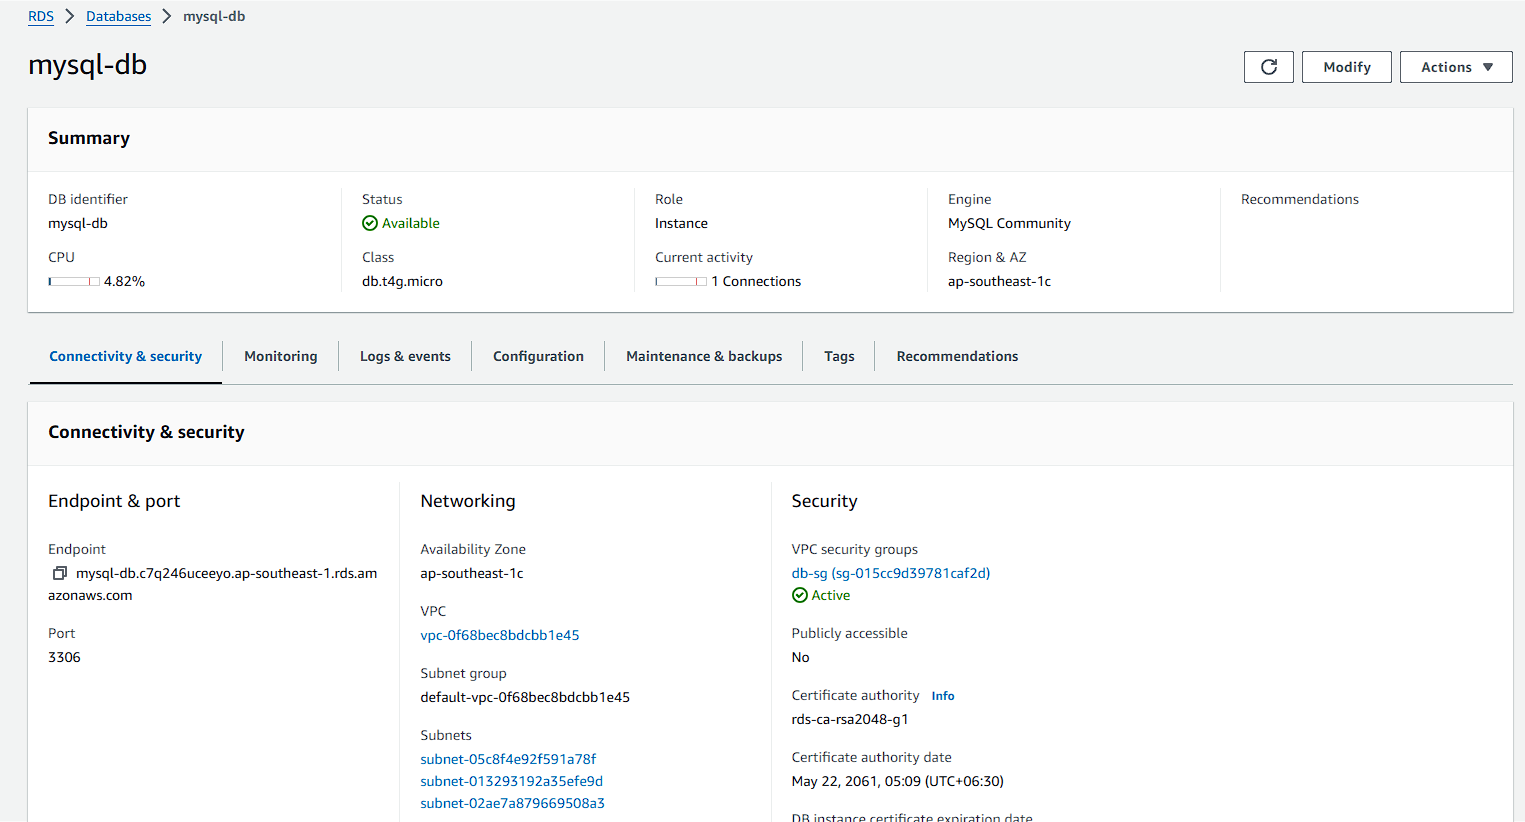 RDS > Databases > mysql-db
mysql-db
Modify
Actions
Summary
DB identifier
mysql-db
Status
Available
Role
Instance
Engine
MySQL Community
Recommendations
CPU
4.82%
Class
db.t4g.micro
Current activity
1 Connections
Region & AZ
ap-southeast-1c
Connectivity & security
Monitoring
Logs & events
Configuration
Maintenance & backups
Tags
Recommendations
Connectivity & security
Endpoint & port
Endpoint
mysql-db.c7q246uceeyo.ap-southeast-1.rds.am
azonaws.com
Port
3306
Networking
Availability Zone
ap-southeast-1c
VPC
vpc-0f68bec8bdcbb1e45
Subnet group
default-vpc-0f68bec8bdcbb1e45
Subnets
subnet-05c8f4e92f591a78f
subnet-013293192a35efe9d
subnet-02ae7a879669508a3
Security
VPC security groups
db-sg (sg-015cc9d39781caf2d)
Active
Publicly accessible
No
Certificate authority Info
rds-ca-rsa2048-g1
Certificate authority date
May 22, 2061, 05:09 (UTC+06:30)
DB instance certificate expiration date